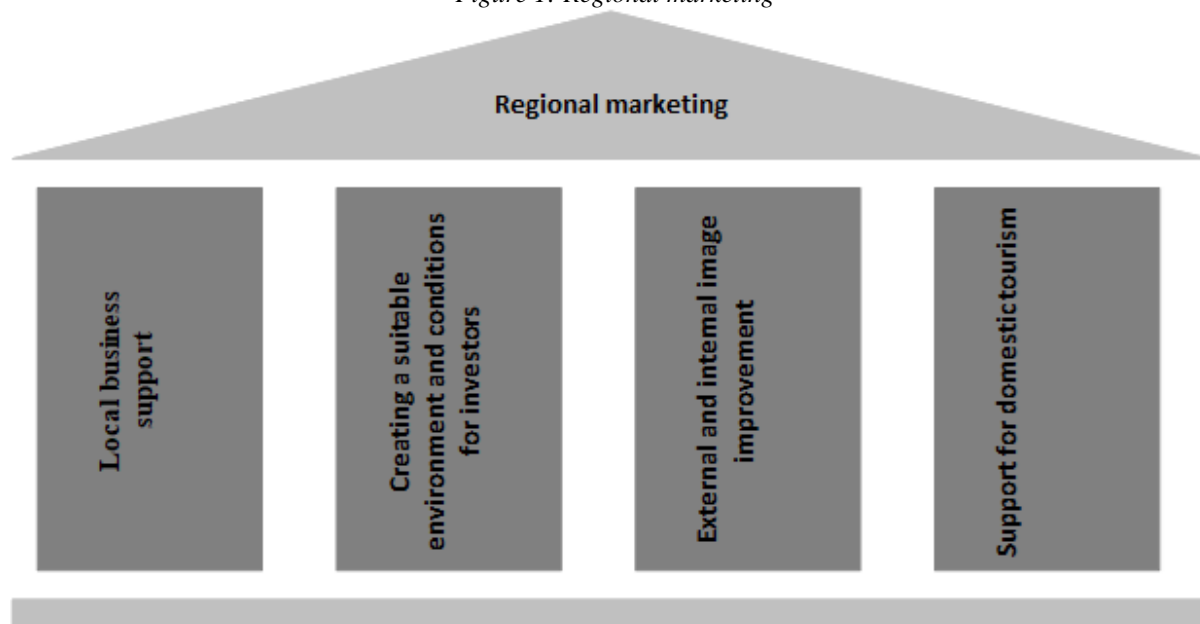 Figure 1: Regional marketing
Regional marketing
Local business
support
Creating a suitable
environment and conditions
for investors
External and internal image
improvement
Support for domestic tourism